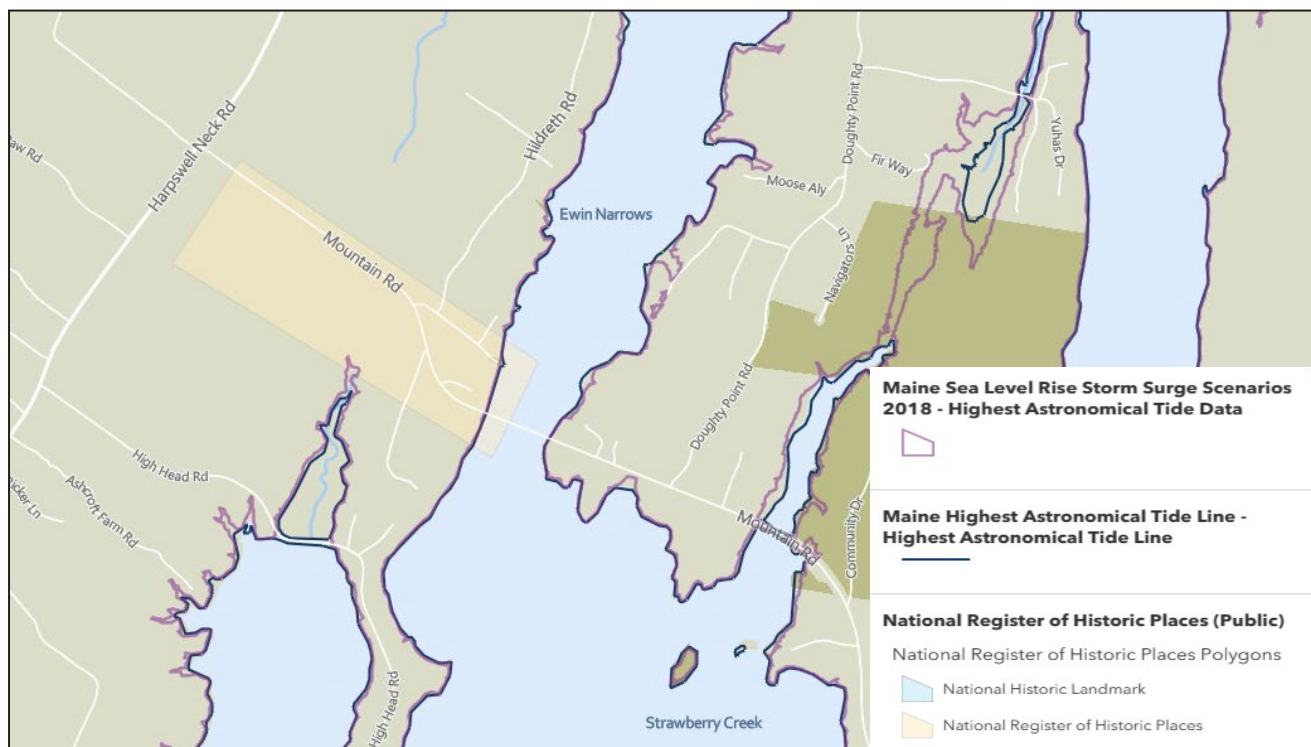 Harpswell Neck Rd
Hildreth Rd
Doughty Point Rd
Yuhas Dr
Fir Way
Moose Aly
Ewin Narrows
Navigators Ln
Mountain Rd
Doughty Point Rd
High Head Rd
Ashcroft Farm Rd
Mountain Rd
Community Dr
High Head Rd
Strawberry Creek
Maine Sea Level Rise Storm Surge Scenarios
2018 - Highest Astronomical Tide Data
Maine Highest Astronomical Tide Line -
Highest Astronomical Tide Line
National Register of Historic Places (Public)
National Register of Historic Places Polygons
National Historic Landmark
National Register of Historic Places